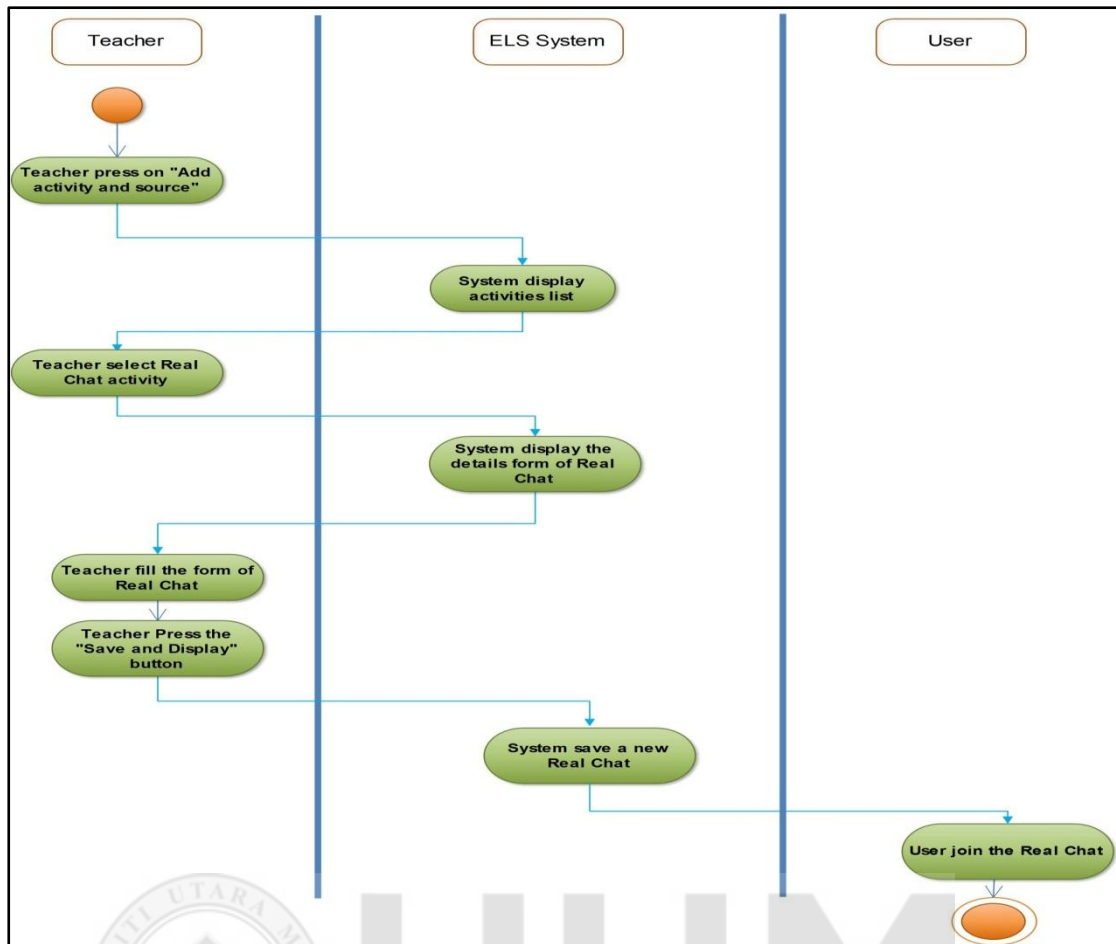 Teacher
ELS System
User
Teacher press on "Add
activity and source"
System display
activities list
Teacher select Real
Chat activity
System display the
details form of Real
Chat
Teacher fill the form of
Real Chat
Teacher Press the
"Save and Display"
button
System save a new
Real Chat
User join the Real Chat
UTARA
UUM